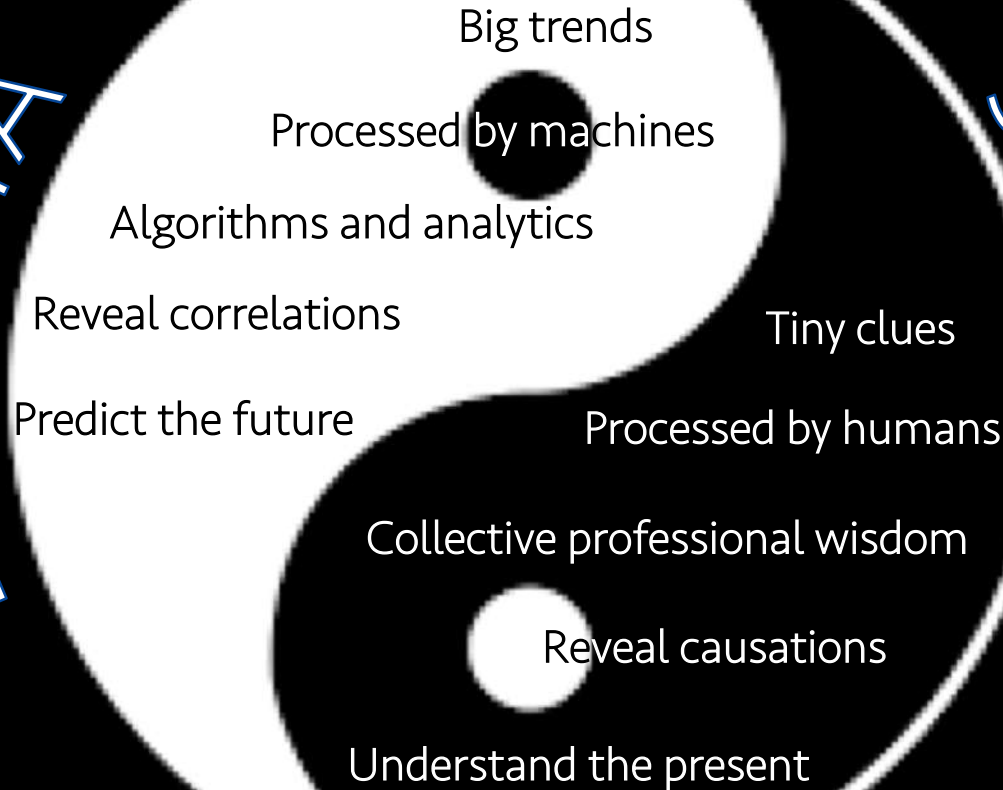 Big trends
Processed by machines
Algorithms and analytics
Reveal correlations
Predict the future
Tiny clues
Processed by humans
Collective professional wisdom
Reveal causations
Understand the present